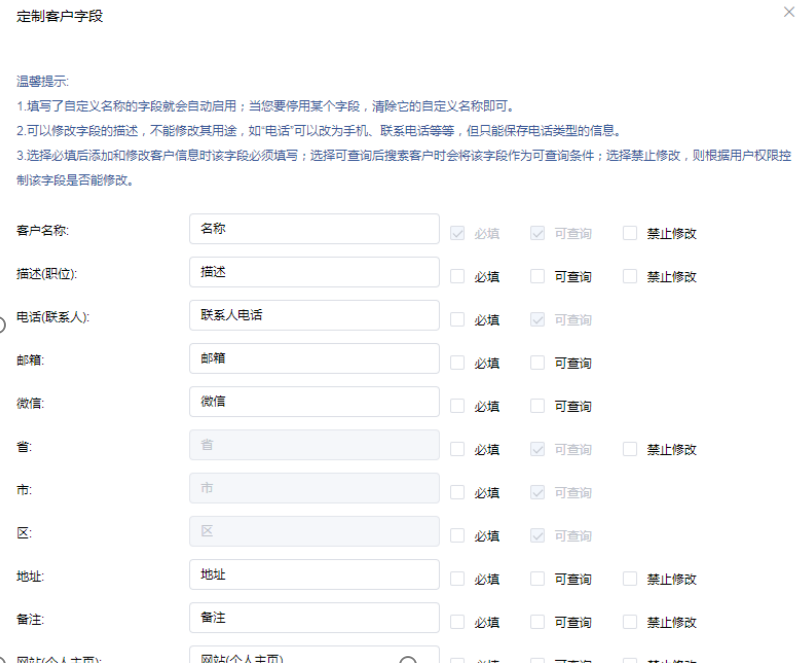 定制客户字段
温馨提示:
1.填写了自定义名称的字段就会自动启用；当您要停用某个字段，清除它的自定义名称即可。
2.可以修改字段的描述，不能修改其用途，如“电话”可以改为手机、联系电话等等，但只能保存电话类型的信息。
3.选择必填后添加和修改客户信息时该字段必须填写；选择可查询后搜索客户时会将该字段作为可查询条件；选择禁止修改，则根据用户权限控
制该字段是否能修改。
客户名称: 名称 必填 可查询 禁止修改
描述(职位): 描述 必填 可查询 禁止修改
电话(联系人): 联系人电话 必填 可查询
邮箱: 邮箱 必填 可查询
微信: 微信 必填 可查询
省: 省 必填 可查询 禁止修改
市: 市 必填 可查询
区: 区 必填 可查询
地址: 地址 必填 可查询 禁止修改
备注: 备注 必填 可查询 禁止修改
网站(个人主页): 网站(个人主页) 必填 可查询 禁止修改